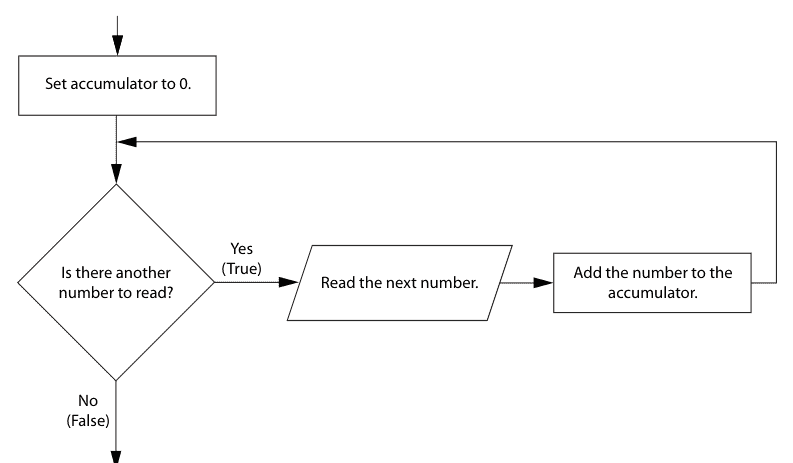 Set accumulator to 0.
Is there another
number to read?
Yes
(True)
Read the next number.
Add the number to the
accumulator.
No
(False)